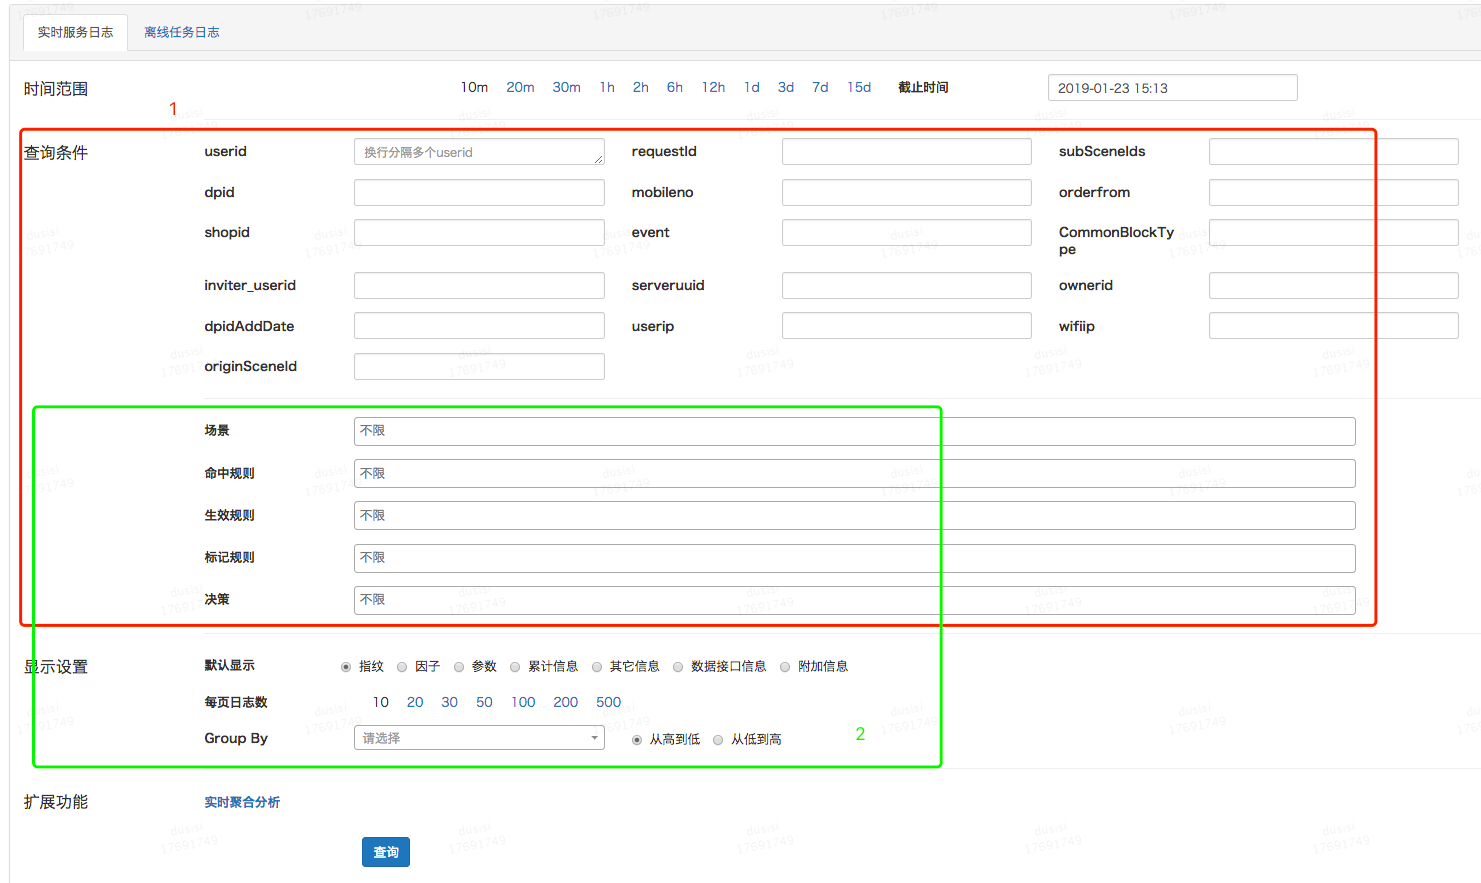 实时服务日志 离线任务日志
时间范围 10m 20m 30m 1h 2h 6h 12h 1d 3d 7d 15d 截止时间 2019-01-23 15:13
1
查询条件 userid 换行分隔多个userid requestId subSceneIds
dpid mobileno orderfrom
shopid event CommonBlockTy
pe
inviter_userid serveruuid ownerid
dpidAddDate userip wifiip
originSceneId
场景 不限
命中规则 不限
生效规则 不限
标记规则 不限
决策 不限
显示设置 默认显示 指纹 因子 参数 累计信息 其它信息 数据接口信息 附加信息
每页日志数 10 20 30 50 100 200 500
Group By 请选择 从高到低 从低到高 2
扩展功能 实时聚合分析
查询
dusisi
17691749